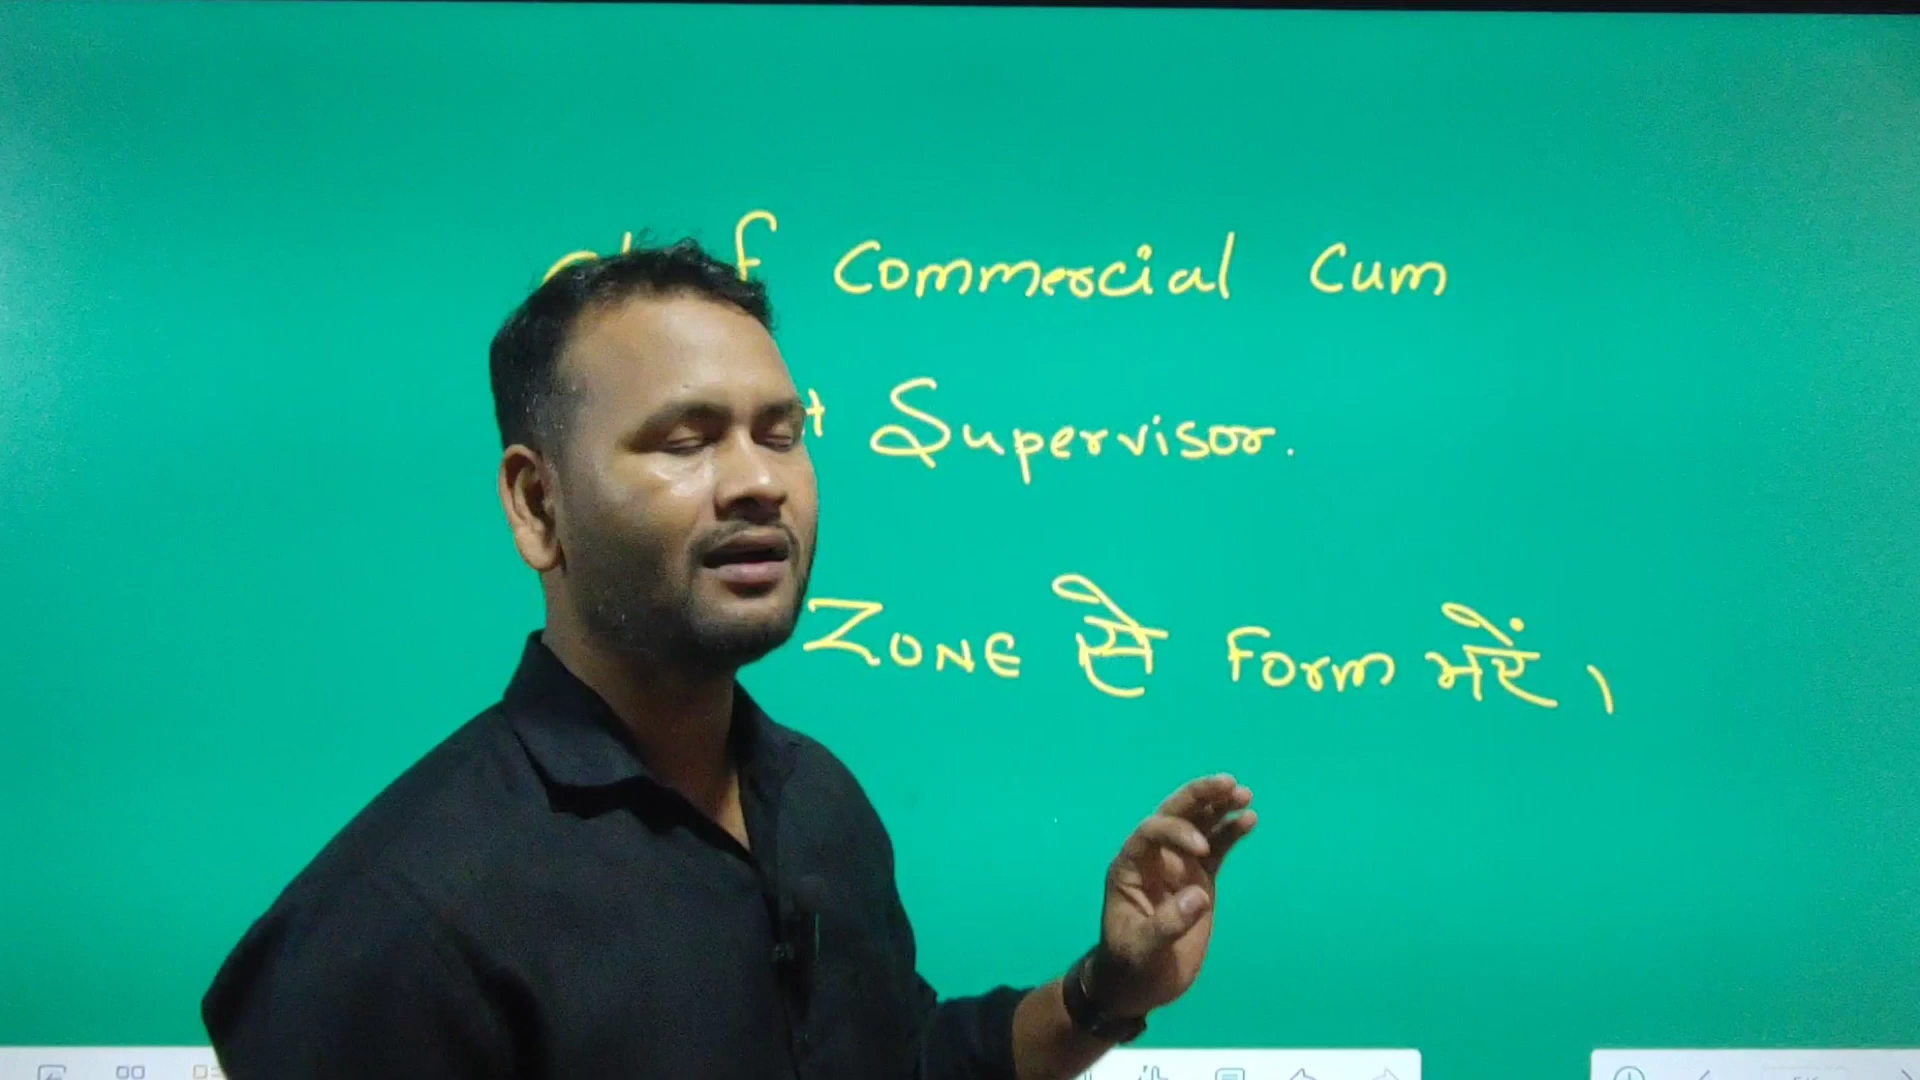 Commercial Cum
Supervisor.
ZONE से Form भरें।